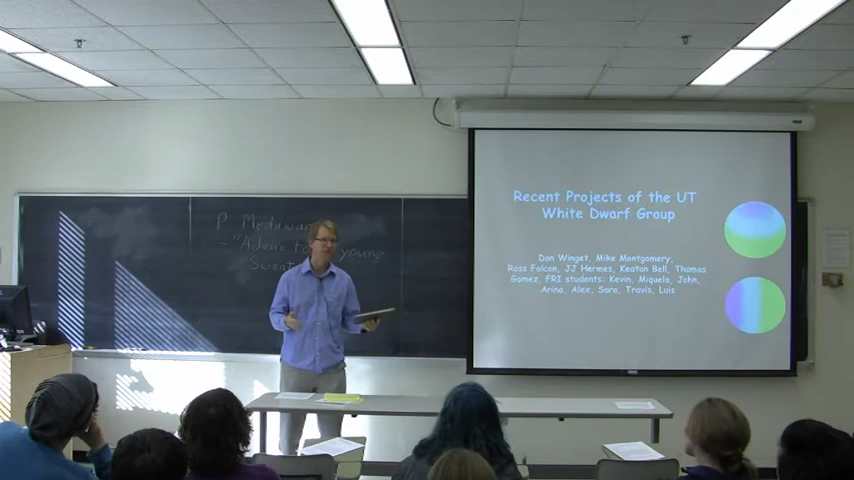 P. Medawar
- "Advice to a young
Scient
Recent Projects of the UT
White Dwarf Group
Don Winget, Mike Montgomery,
Ross Falcon, JJ Hermes, Keaton Bell, Thomas
Gomez, FRI students: Kevin, Miquela, John,
Arina, Alex, Sara, Travis, Luis